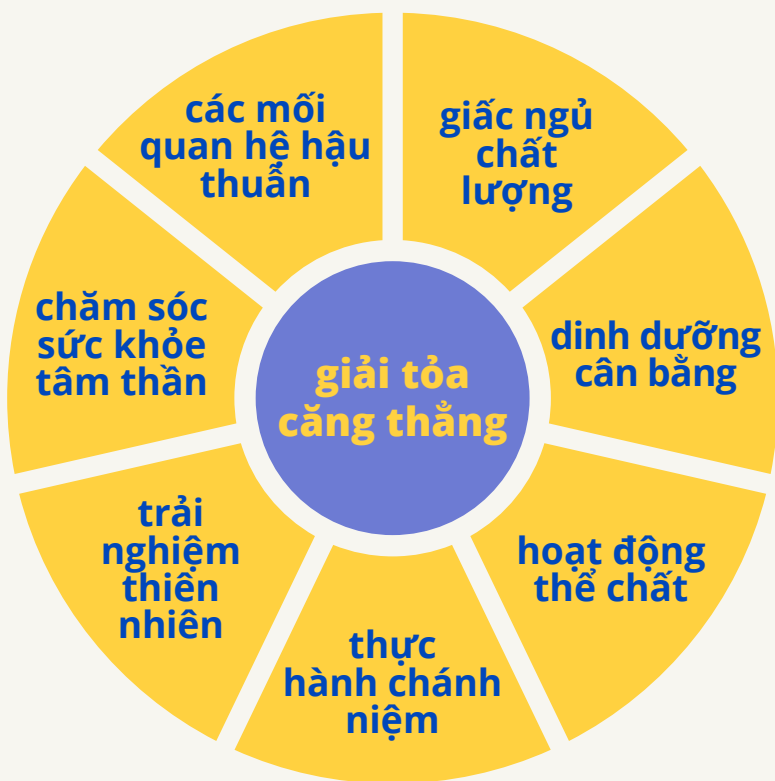 các mối
quan hệ hậu
thuẫn
giấc ngủ
chất
lượng
dinh dưỡng
cân bằng
hoạt động
thể chất
thực
hành chánh
niệm
trải
nghiệm
thiên
nhiên
chăm sóc
sức khỏe
tâm thần
giải tỏa
căng thẳng